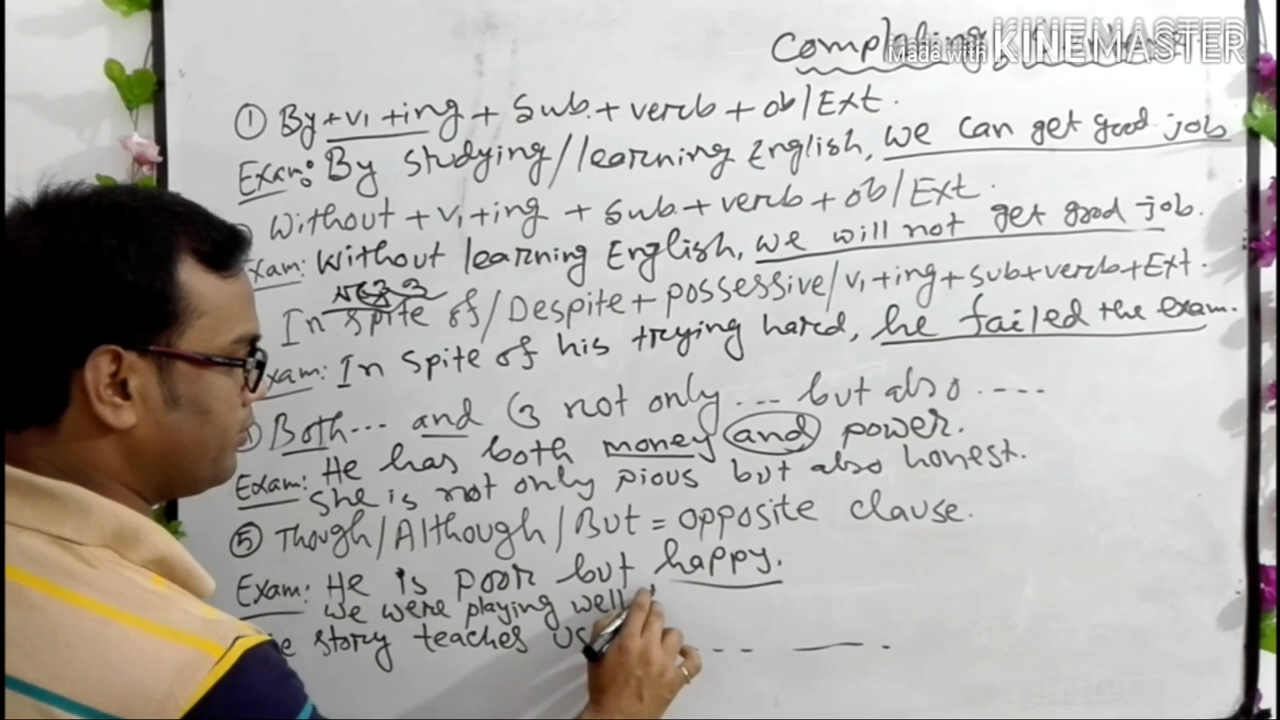 Completing
Made with KINEMASTER
① By + v₁ + ing + Sub. + verb + ob/Ext.
Exam: By studying/learning English, we can get good job
Without + v₁ + ing + sub. + verb + ob/Ext.
xam: Without learning English, we will not get good job.
In spite of/Despite + possessive/v₁ + ing + sub + verb + Ext.
xam: In spite of his trying hard, he failed the exam.
Both... and ও not only... but also ....
Exam: He has both money and power.
She is not only pious but also honest.
⑤ Though/Although/But = opposite clause.
Exam: He is poor but happy.
we were playing well
story teaches us